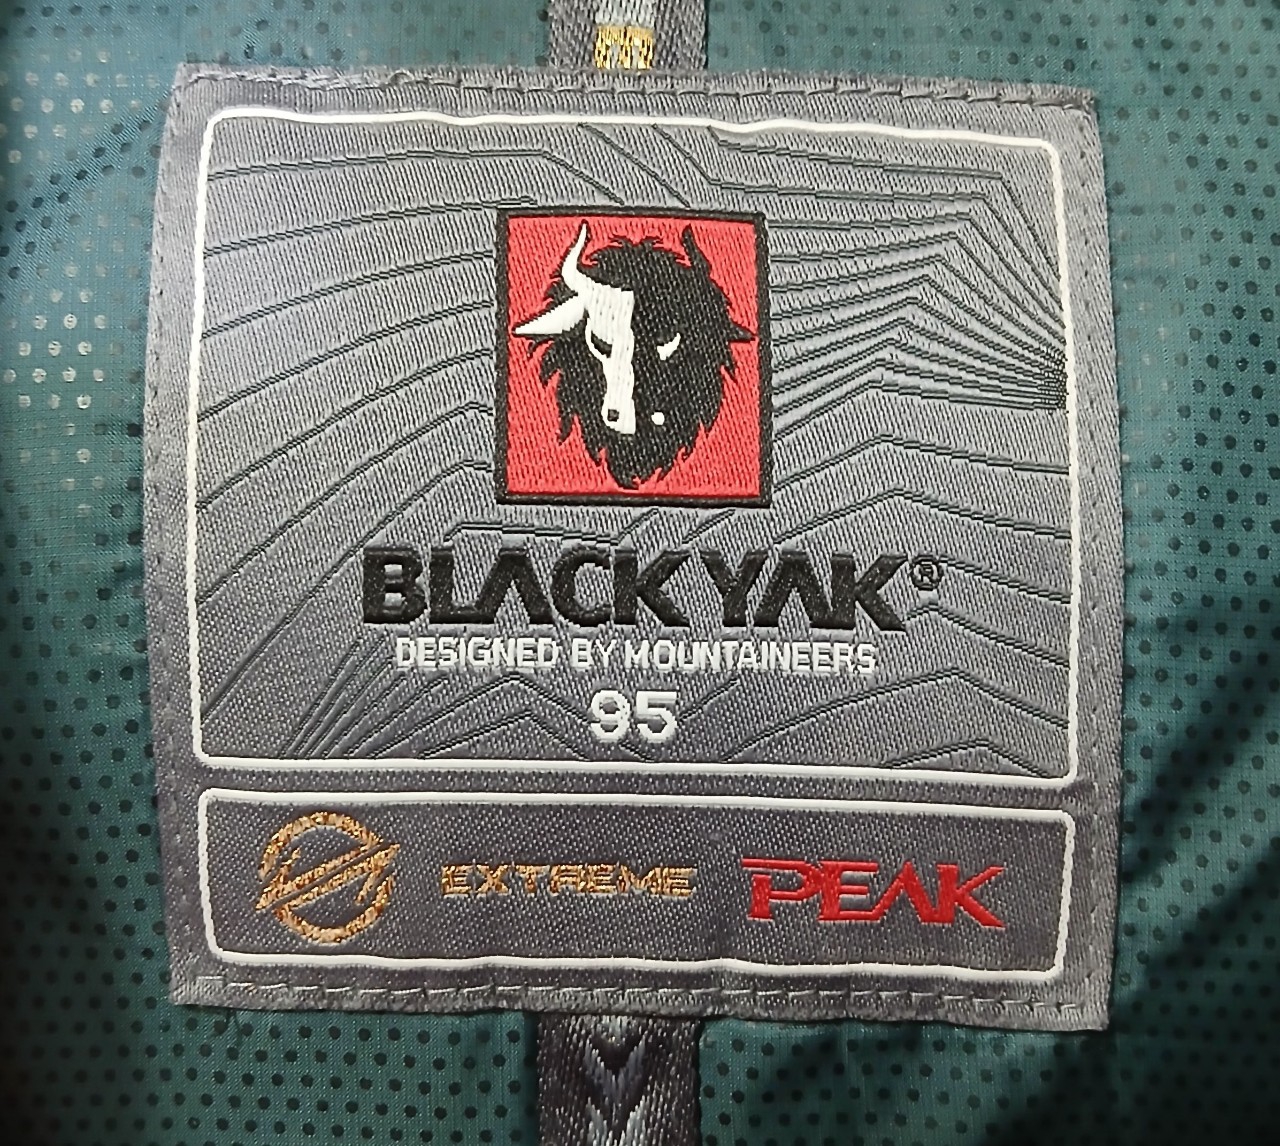 BLACKYAK®
DESIGNED BY MOUNTAINEERS
95
EXTREME PEAK